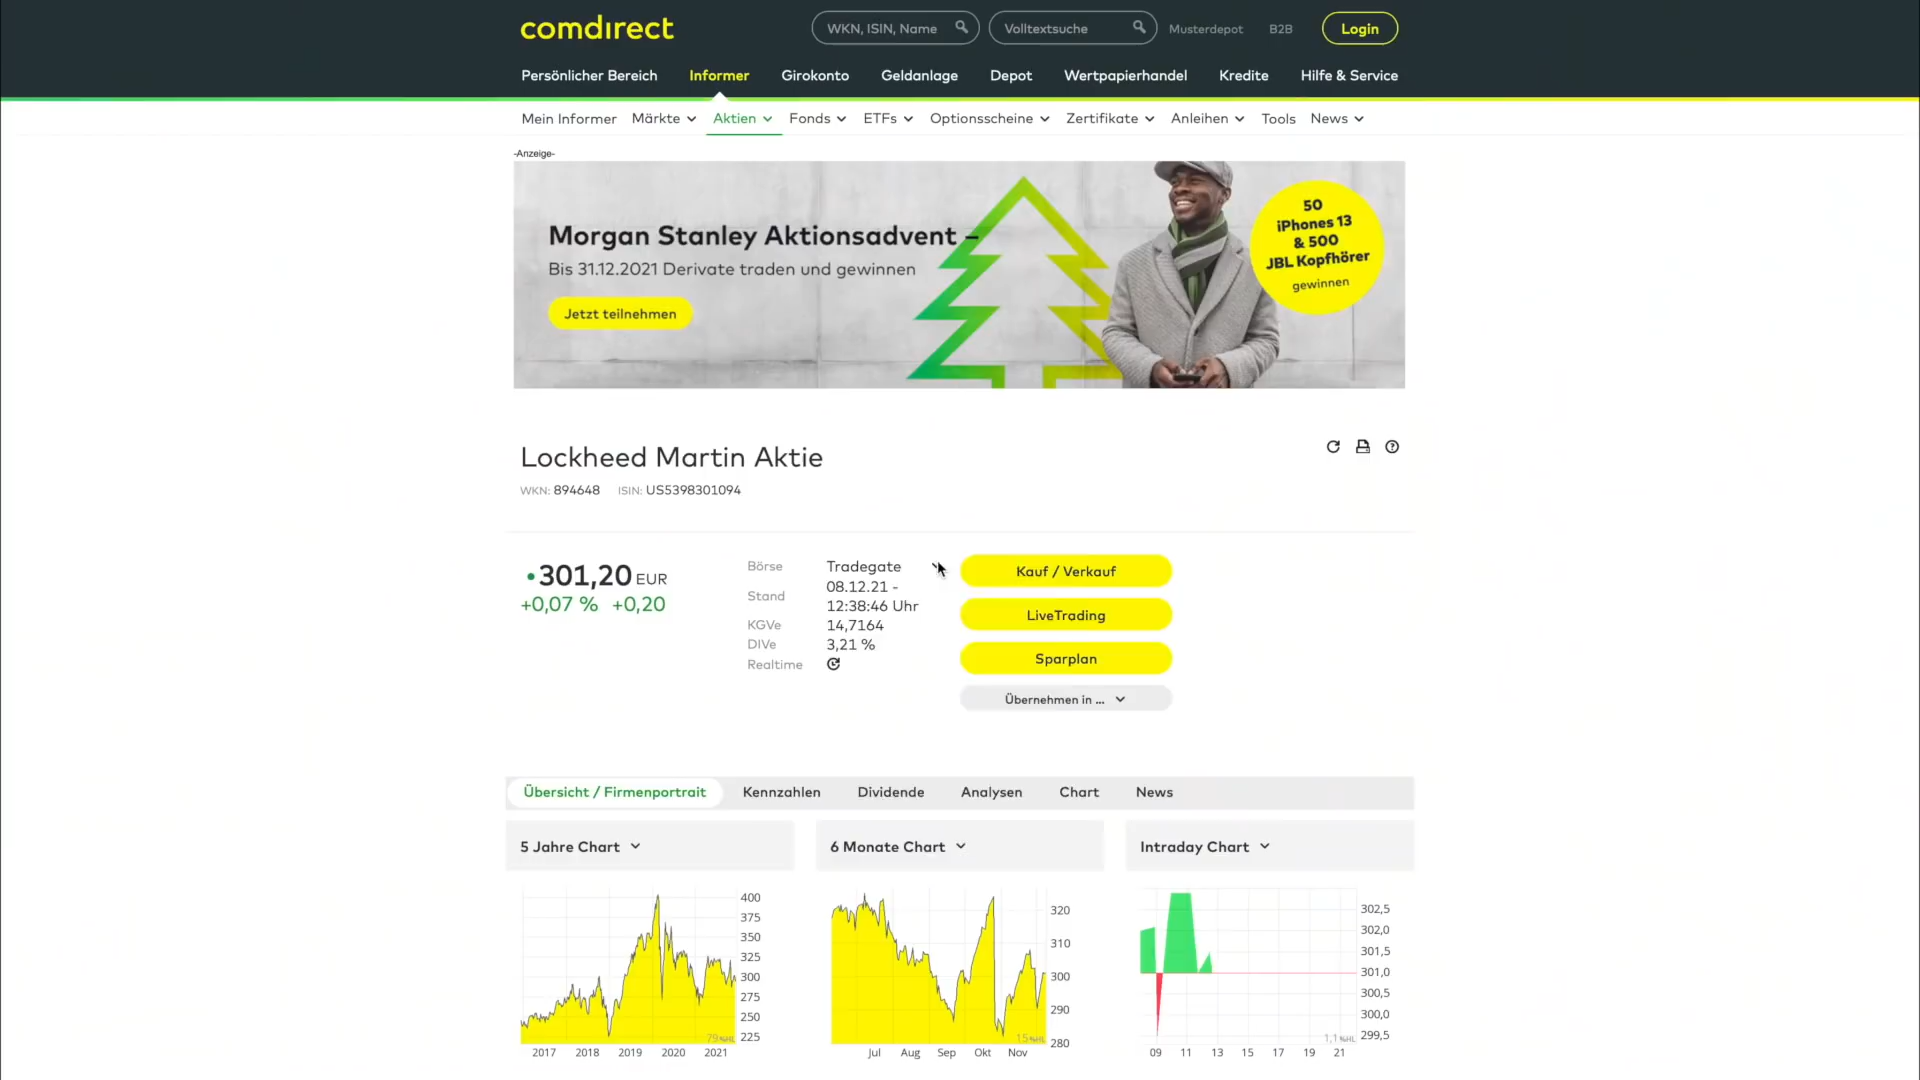 comdirect
WKN, ISIN, Name
Volltextsuche
Musterdepot
B2B
Login
Persönlicher Bereich
Informer
Girokonto
Geldanlage
Depot
Wertpapierhandel
Kredite
Hilfe & Service
Mein Informer
Märkte
Aktien
Fonds
ETFs
Optionsscheine
Zertifikate
Anleihen
Tools
News
-Anzeige-
Morgan Stanley Aktionsadvent –
Bis 31.12.2021 Derivate traden und gewinnen
Jetzt teilnehmen
50
iPhones 13
& 500
JBL Kopfhörer
gewinnen
Lockheed Martin Aktie
WKN: 894648 ISIN: US5398301094
301,20 EUR
+0,07 % +0,20
Börse Tradegate
Stand 08.12.21 -
12:38:46 Uhr
KGVe 14,7164
DIVe 3,21 %
Realtime
Kauf / Verkauf
LiveTrading
Sparplan
Übernehmen in ...
Übersicht / Firmenportrait
Kennzahlen
Dividende
Analysen
Chart
News
5 Jahre Chart
400
375
350
325
300
275
250
225
79%HL
2017 2018 2019 2020 2021
6 Monate Chart
320
310
300
290
280
15%HL
Jul Aug Sep Okt Nov
Intraday Chart
302,5
302,0
301,5
301,0
300,5
300,0
299,5
1,1%HL
09 11 13 15 17 19 21